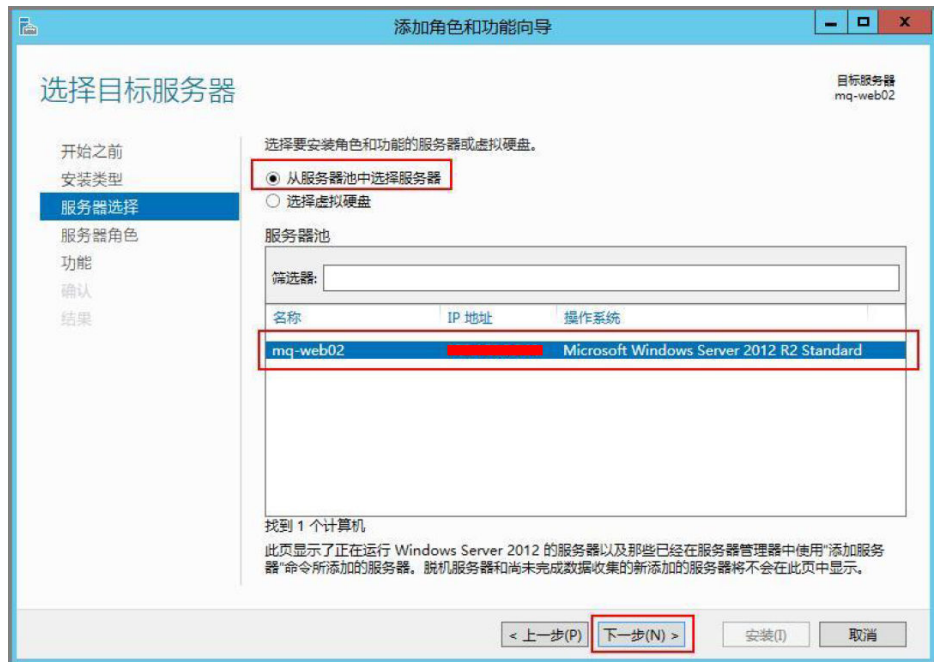 添加角色和功能向导
选择目标服务器
目标服务器
mq-web02
开始之前
安装类型
服务器选择
服务器角色
功能
确认
结果
选择要安装角色和功能的服务器或虚拟硬盘。
从服务器池中选择服务器
选择虚拟硬盘
服务器池
筛选器:
名称 IP 地址 操作系统
mq-web02 Microsoft Windows Server 2012 R2 Standard
找到 1 个计算机
此页显示了正在运行 Windows Server 2012 的服务器以及那些已经在服务器管理器中使用"添加服务
器"命令所添加的服务器。脱机服务器和尚未完成数据收集的新添加的服务器将不会在此页中显示。
< 上一步(P) 下一步(N) > 安装(I) 取消